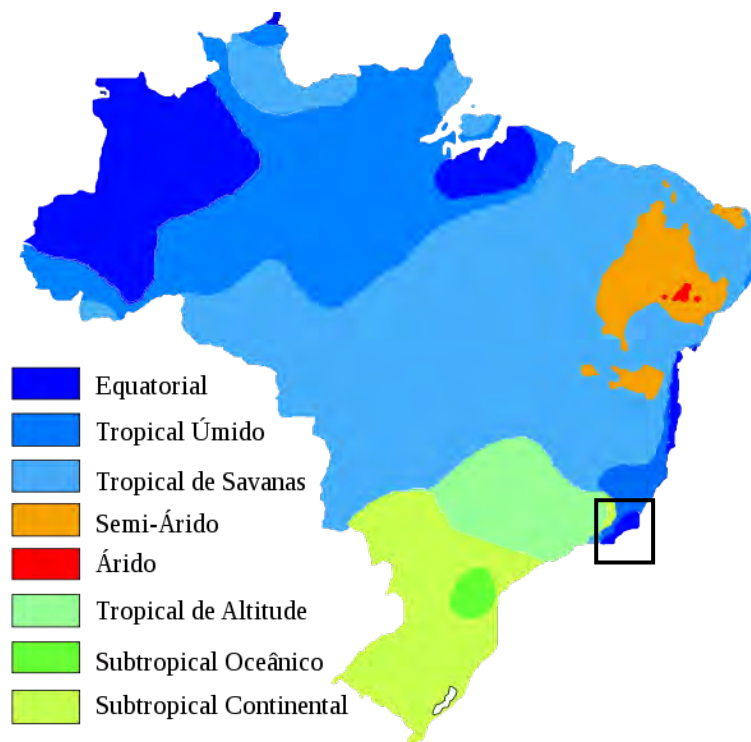 Equatorial
Tropical Úmido
Tropical de Savanas
Semi-Árido
Árido
Tropical de Altitude
Subtropical Oceânico
Subtropical Continental